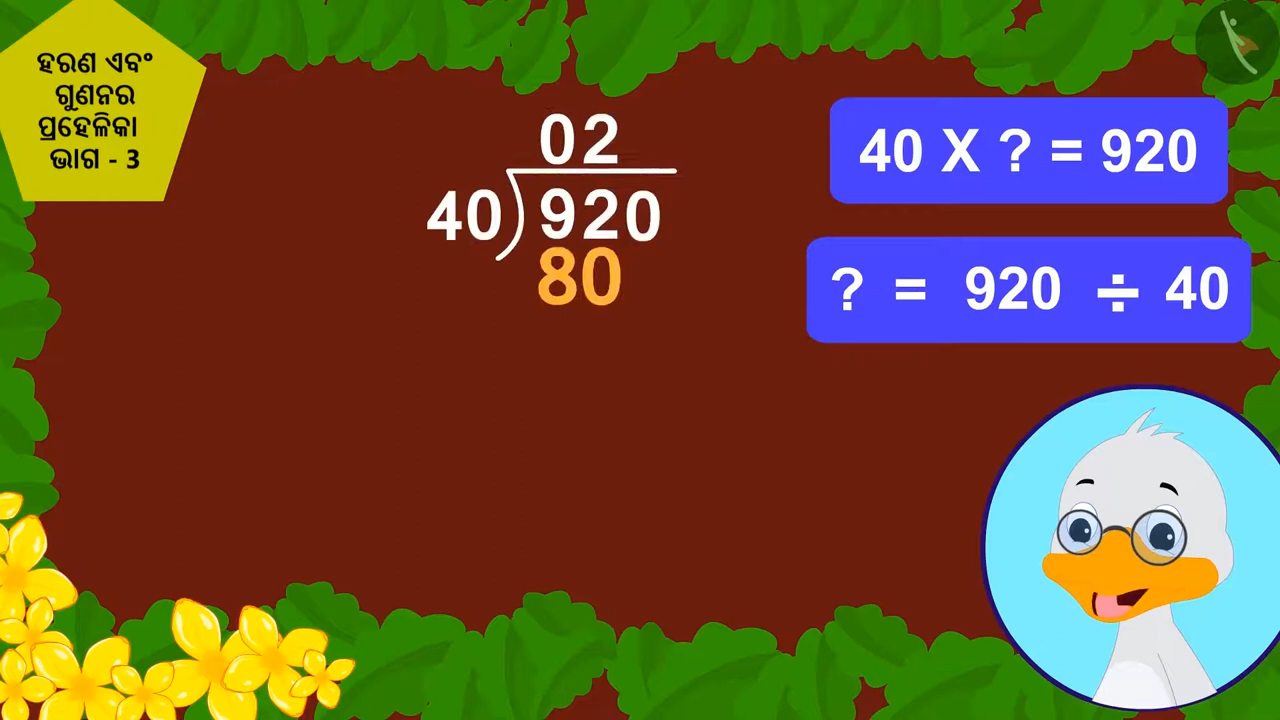 ହରଣ ଏବଂ
ଗୁଣନର
ପ୍ରହେଳିକା
ଭାଗ - 3
02
40)920
80
40 X ? = 920
? = 920 ÷ 40